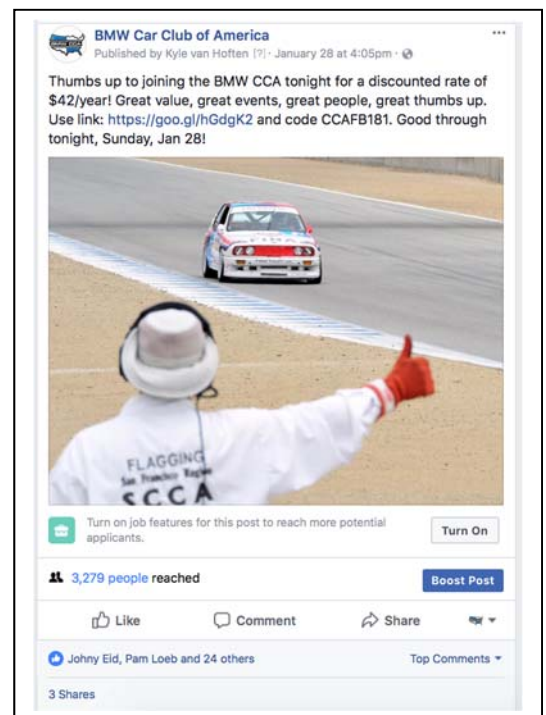 BMW Car Club of America
Published by Kyle van Hoften [?] · January 28 at 4:05pm ·
Thumbs up to joining the BMW CCA tonight for a discounted rate of
$42/year! Great value, great events, great people, great thumbs up.
Use link: https://goo.gl/hGdgK2 and code CCAFB181. Good through
tonight, Sunday, Jan 28!
FLAGGING
San Francisco Region
SCCA
Turn on job features for this post to reach more potential
applicants.
Turn On
3,279 people reached
Boost Post
Like
Comment
Share
Johny Eid, Pam Loeb and 24 others
Top Comments
3 Shares